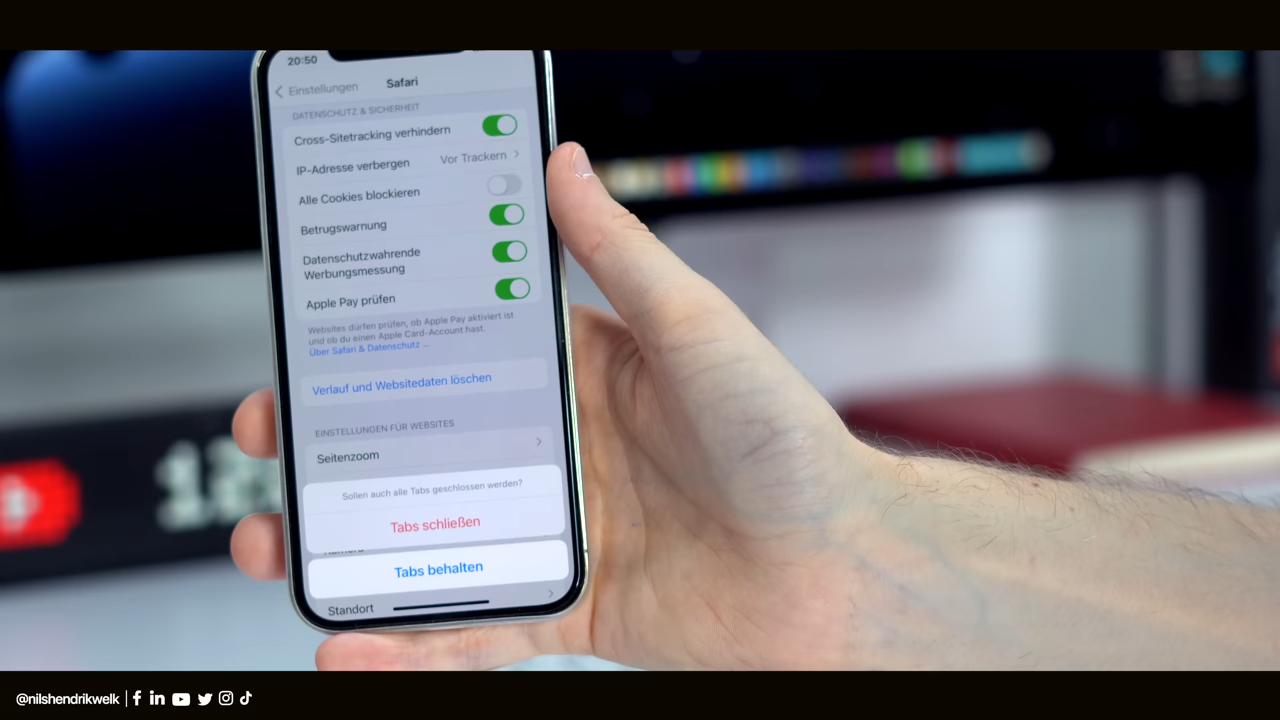 20:50
Einstellungen
Safari
DATENSCHUTZ & SICHERHEIT
Cross-Sitetracking verhindern
IP-Adresse verbergen Vor Trackern
Alle Cookies blockieren
Betrugswarnung
Datenschutzwahrende
Werbungsmessung
Apple Pay prüfen
Websites dürfen prüfen, ob Apple Pay aktiviert ist
und ob du einen Apple Card-Account hast.
Über Safari & Datenschutz ...
Verlauf und Websitedaten löschen
EINSTELLUNGEN FÜR WEBSITES
Seitenzoom
Sollen auch alle Tabs geschlossen werden?
Tabs schließen
Tabs behalten
Standort
@nilshendrikwelk